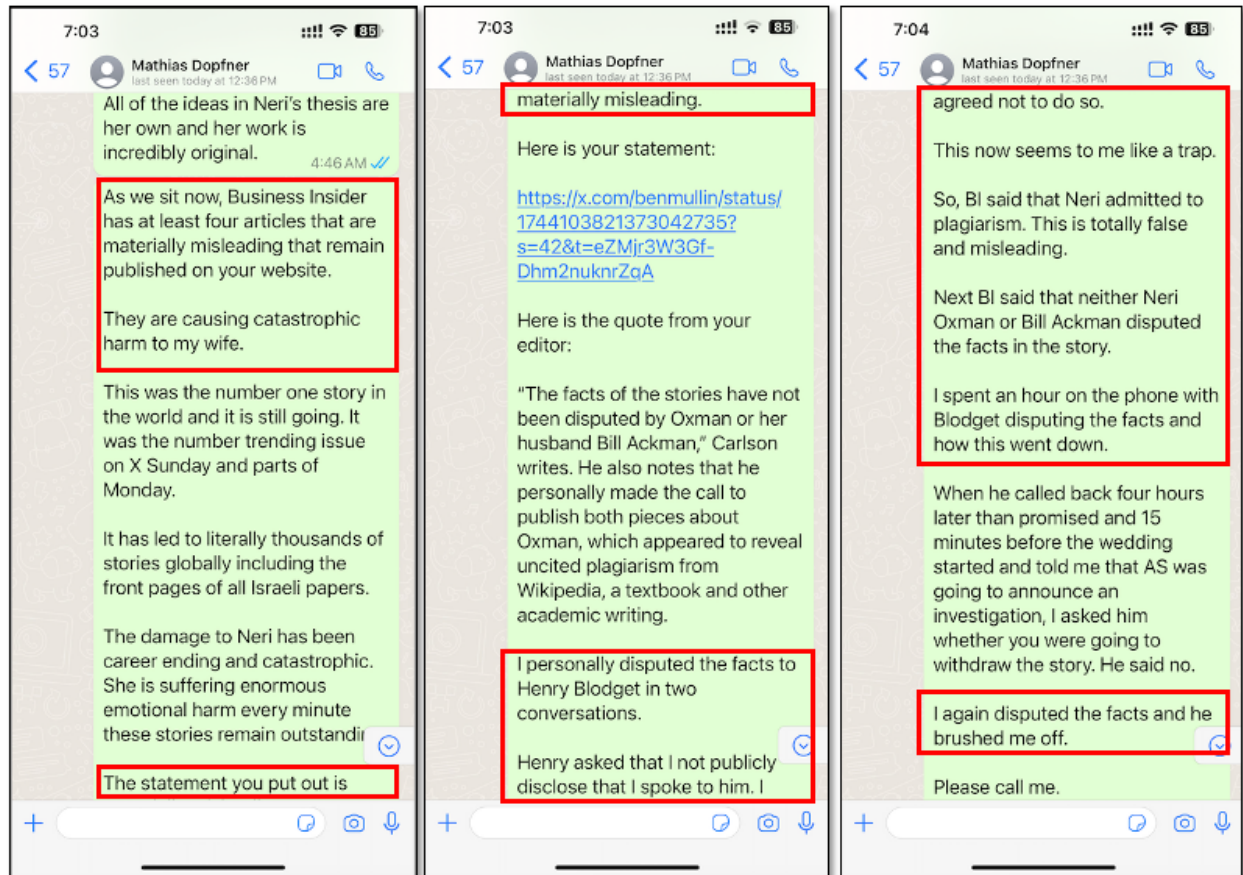 7:03
85
57
Mathias Dopfner
last seen today at 12:36 PM
All of the ideas in Neri's thesis are
her own and her work is
incredibly original.
4:46 AM
As we sit now, Business Insider
has at least four articles that are
materially misleading that remain
published on your website.
They are causing catastrophic
harm to my wife.
This was the number one story in
the world and it is still going. It
was the number trending issue
on X Sunday and parts of
Monday.
It has led to literally thousands of
stories globally including the
front pages of all Israeli papers.
The damage to Neri has been
career ending and catastrophic.
She is suffering enormous
emotional harm every minute
these stories remain outstandin
The statement you put out is
7:03
85
57
Mathias Dopfner
last seen today at 12:36 PM
materially misleading.
Here is your statement:
https://x.com/benmullin/status/
1744103821373042735?
s=42&t=eZMjr3W3Gf-
Dhm2nuknrZqA
Here is the quote from your
editor:
“The facts of the stories have not
been disputed by Oxman or her
husband Bill Ackman,” Carlson
writes. He also notes that he
personally made the call to
publish both pieces about
Oxman, which appeared to reveal
uncited plagiarism from
Wikipedia, a textbook and other
academic writing.
I personally disputed the facts to
Henry Blodget in two
conversations.
Henry asked that I not publicly
disclose that I spoke to him. I
7:04
85
57
Mathias Dopfner
last seen today at 12:36 PM
agreed not to do so.
This now seems to me like a trap.
So, BI said that Neri admitted to
plagiarism. This is totally false
and misleading.
Next BI said that neither Neri
Oxman or Bill Ackman disputed
the facts in the story.
I spent an hour on the phone with
Blodget disputing the facts and
how this went down.
When he called back four hours
later than promised and 15
minutes before the wedding
started and told me that AS was
going to announce an
investigation, I asked him
whether you were going to
withdraw the story. He said no.
I again disputed the facts and he
brushed me off.
Please call me.